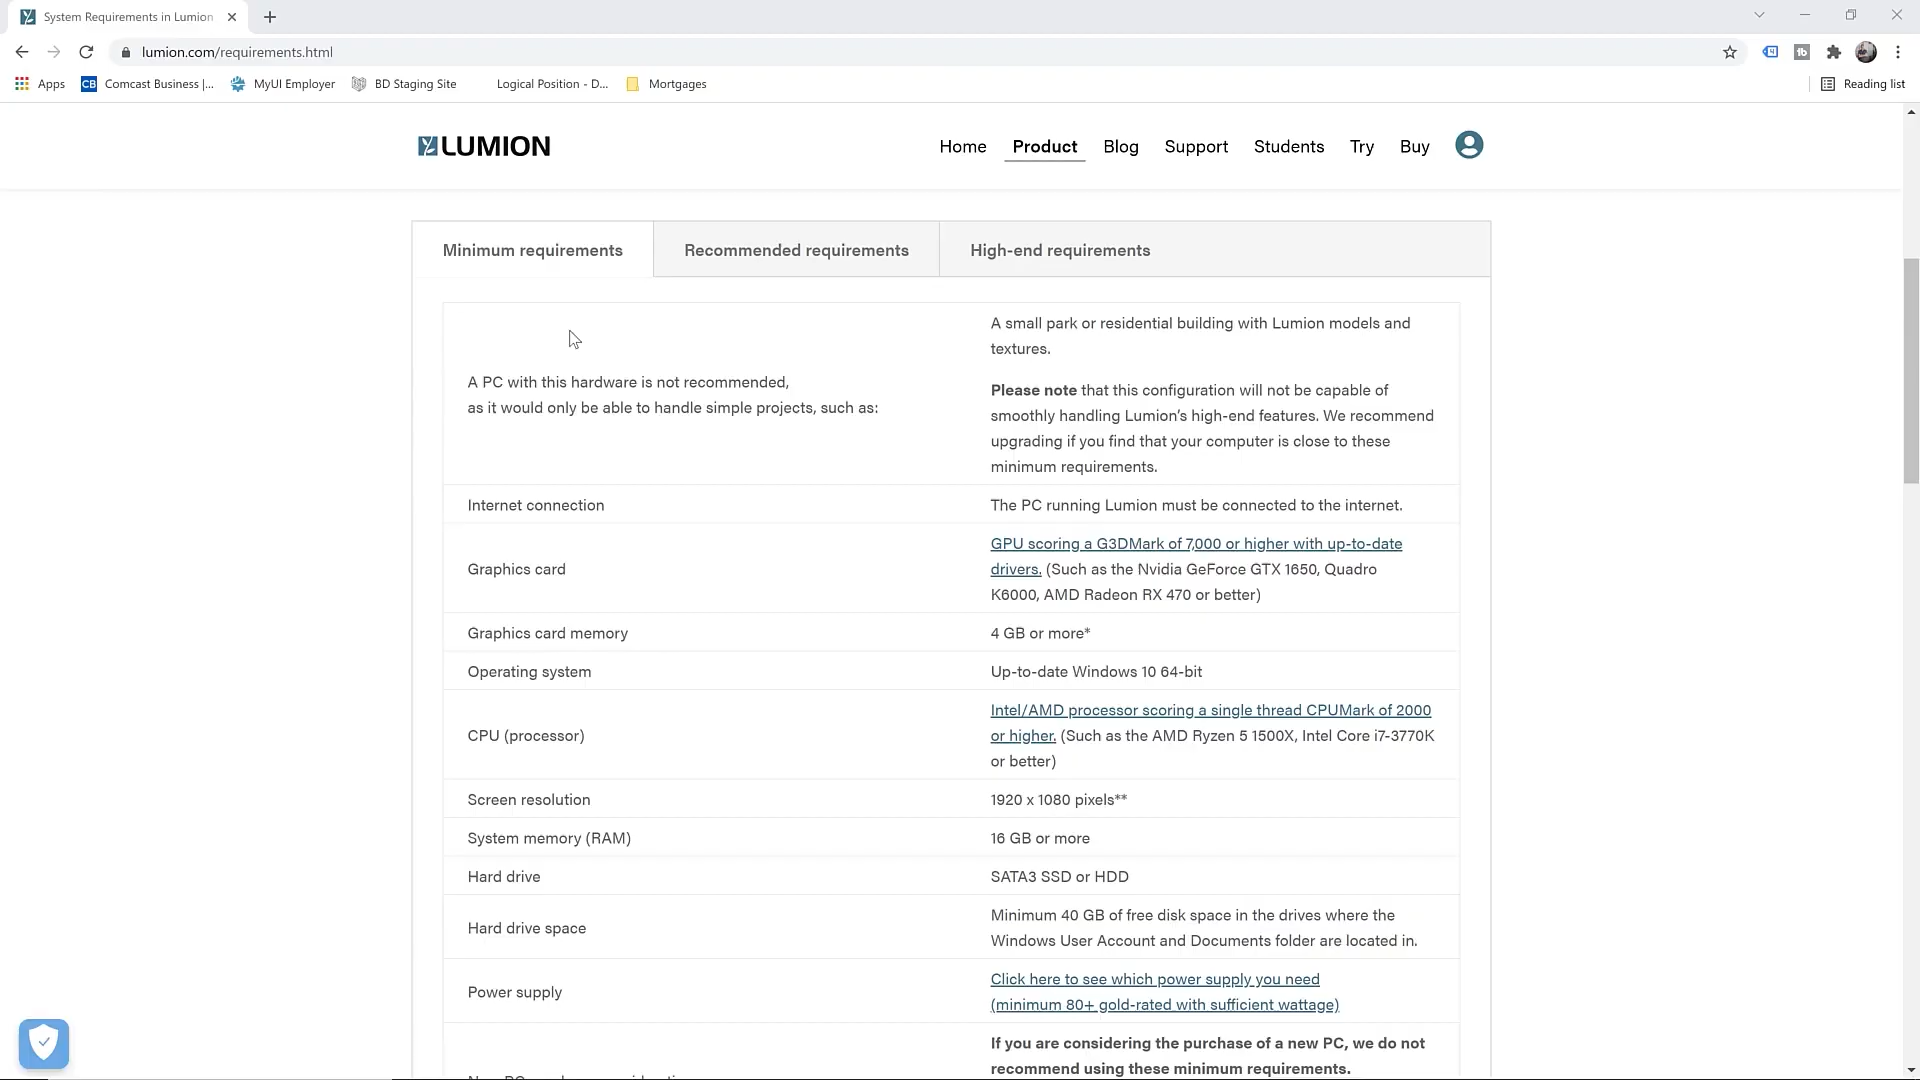 System Requirements in Lumion
lumion.com/requirements.html
Apps
CB
Comcast Business |...
MyUI Employer
BD Staging Site
Logical Position - D...
Mortgages
Reading list
LUMION
Home
Product
Blog
Support
Students
Try
Buy
Minimum requirements
Recommended requirements
High-end requirements
A PC with this hardware is not recommended,
as it would only be able to handle simple projects, such as:
A small park or residential building with Lumion models and
textures.
Please note that this configuration will not be capable of
smoothly handling Lumion’s high-end features. We recommend
upgrading if you find that your computer is close to these
minimum requirements.
Internet connection
The PC running Lumion must be connected to the internet.
Graphics card
GPU scoring a G3DMark of 7,000 or higher with up-to-date
drivers. (Such as the Nvidia GeForce GTX 1650, Quadro
K6000, AMD Radeon RX 470 or better)
Graphics card memory
4 GB or more*
Operating system
Up-to-date Windows 10 64-bit
CPU (processor)
Intel/AMD processor scoring a single thread CPUMark of 2000
or higher. (Such as the AMD Ryzen 5 1500X, Intel Core i7-3770K
or better)
Screen resolution
1920 x 1080 pixels**
System memory (RAM)
16 GB or more
Hard drive
SATA3 SSD or HDD
Hard drive space
Minimum 40 GB of free disk space in the drives where the
Windows User Account and Documents folder are located in.
Power supply
Click here to see which power supply you need
(minimum 80+ gold-rated with sufficient wattage)
If you are considering the purchase of a new PC, we do not
recommend using these minimum requirements.